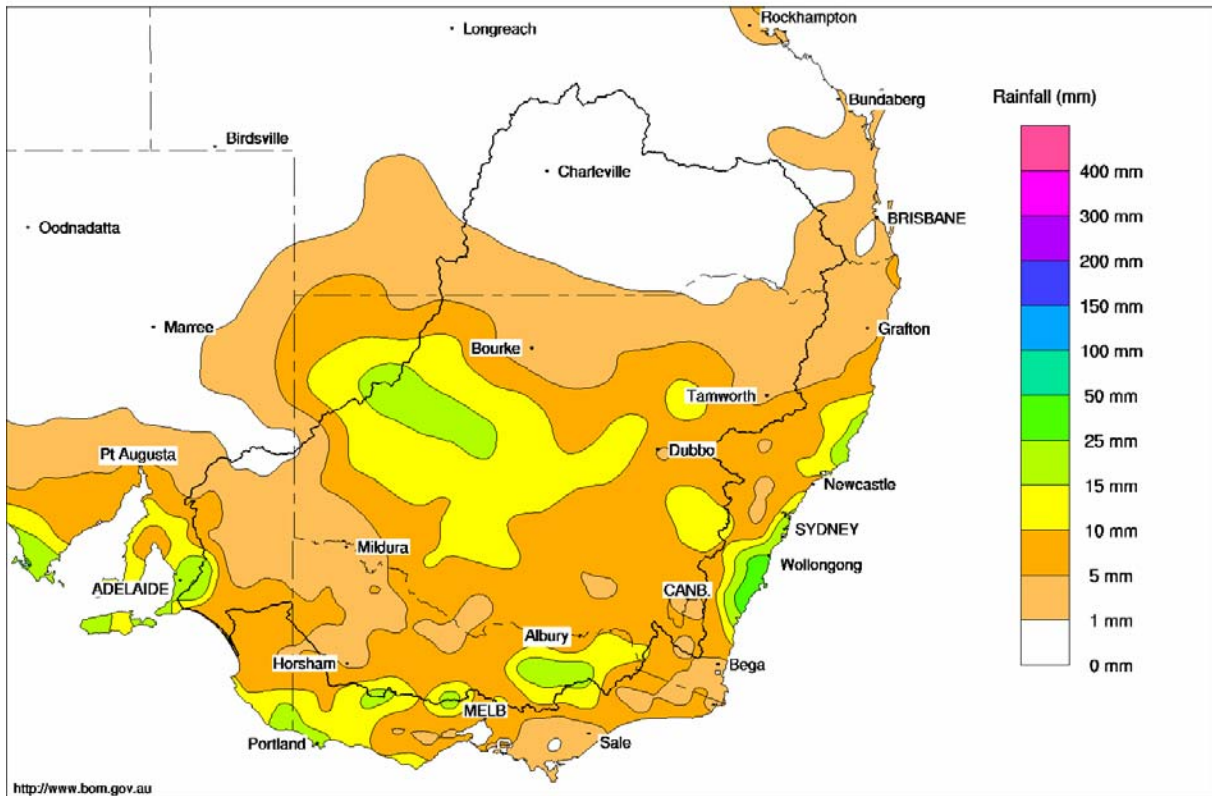 Rockhampton
Longreach
Rainfall (mm)
Bundaberg
Birdsville
Charleville
400 mm
300 mm
Oodnadatta
BRISBANE
200 mm
150 mm
Marree
Grafton
Bourke
100 mm
Tamworth
50 mm
Pt Augusta
Dubbo
25 mm
Newcastle
15 mm
SYDNEY
Mildura
10 mm
Wollongong
ADELAIDE
CANB.
5 mm
Albury
1 mm
Horsham
Bega
0 mm
MELB
Portland
Sale
http://www.bom.gov.au